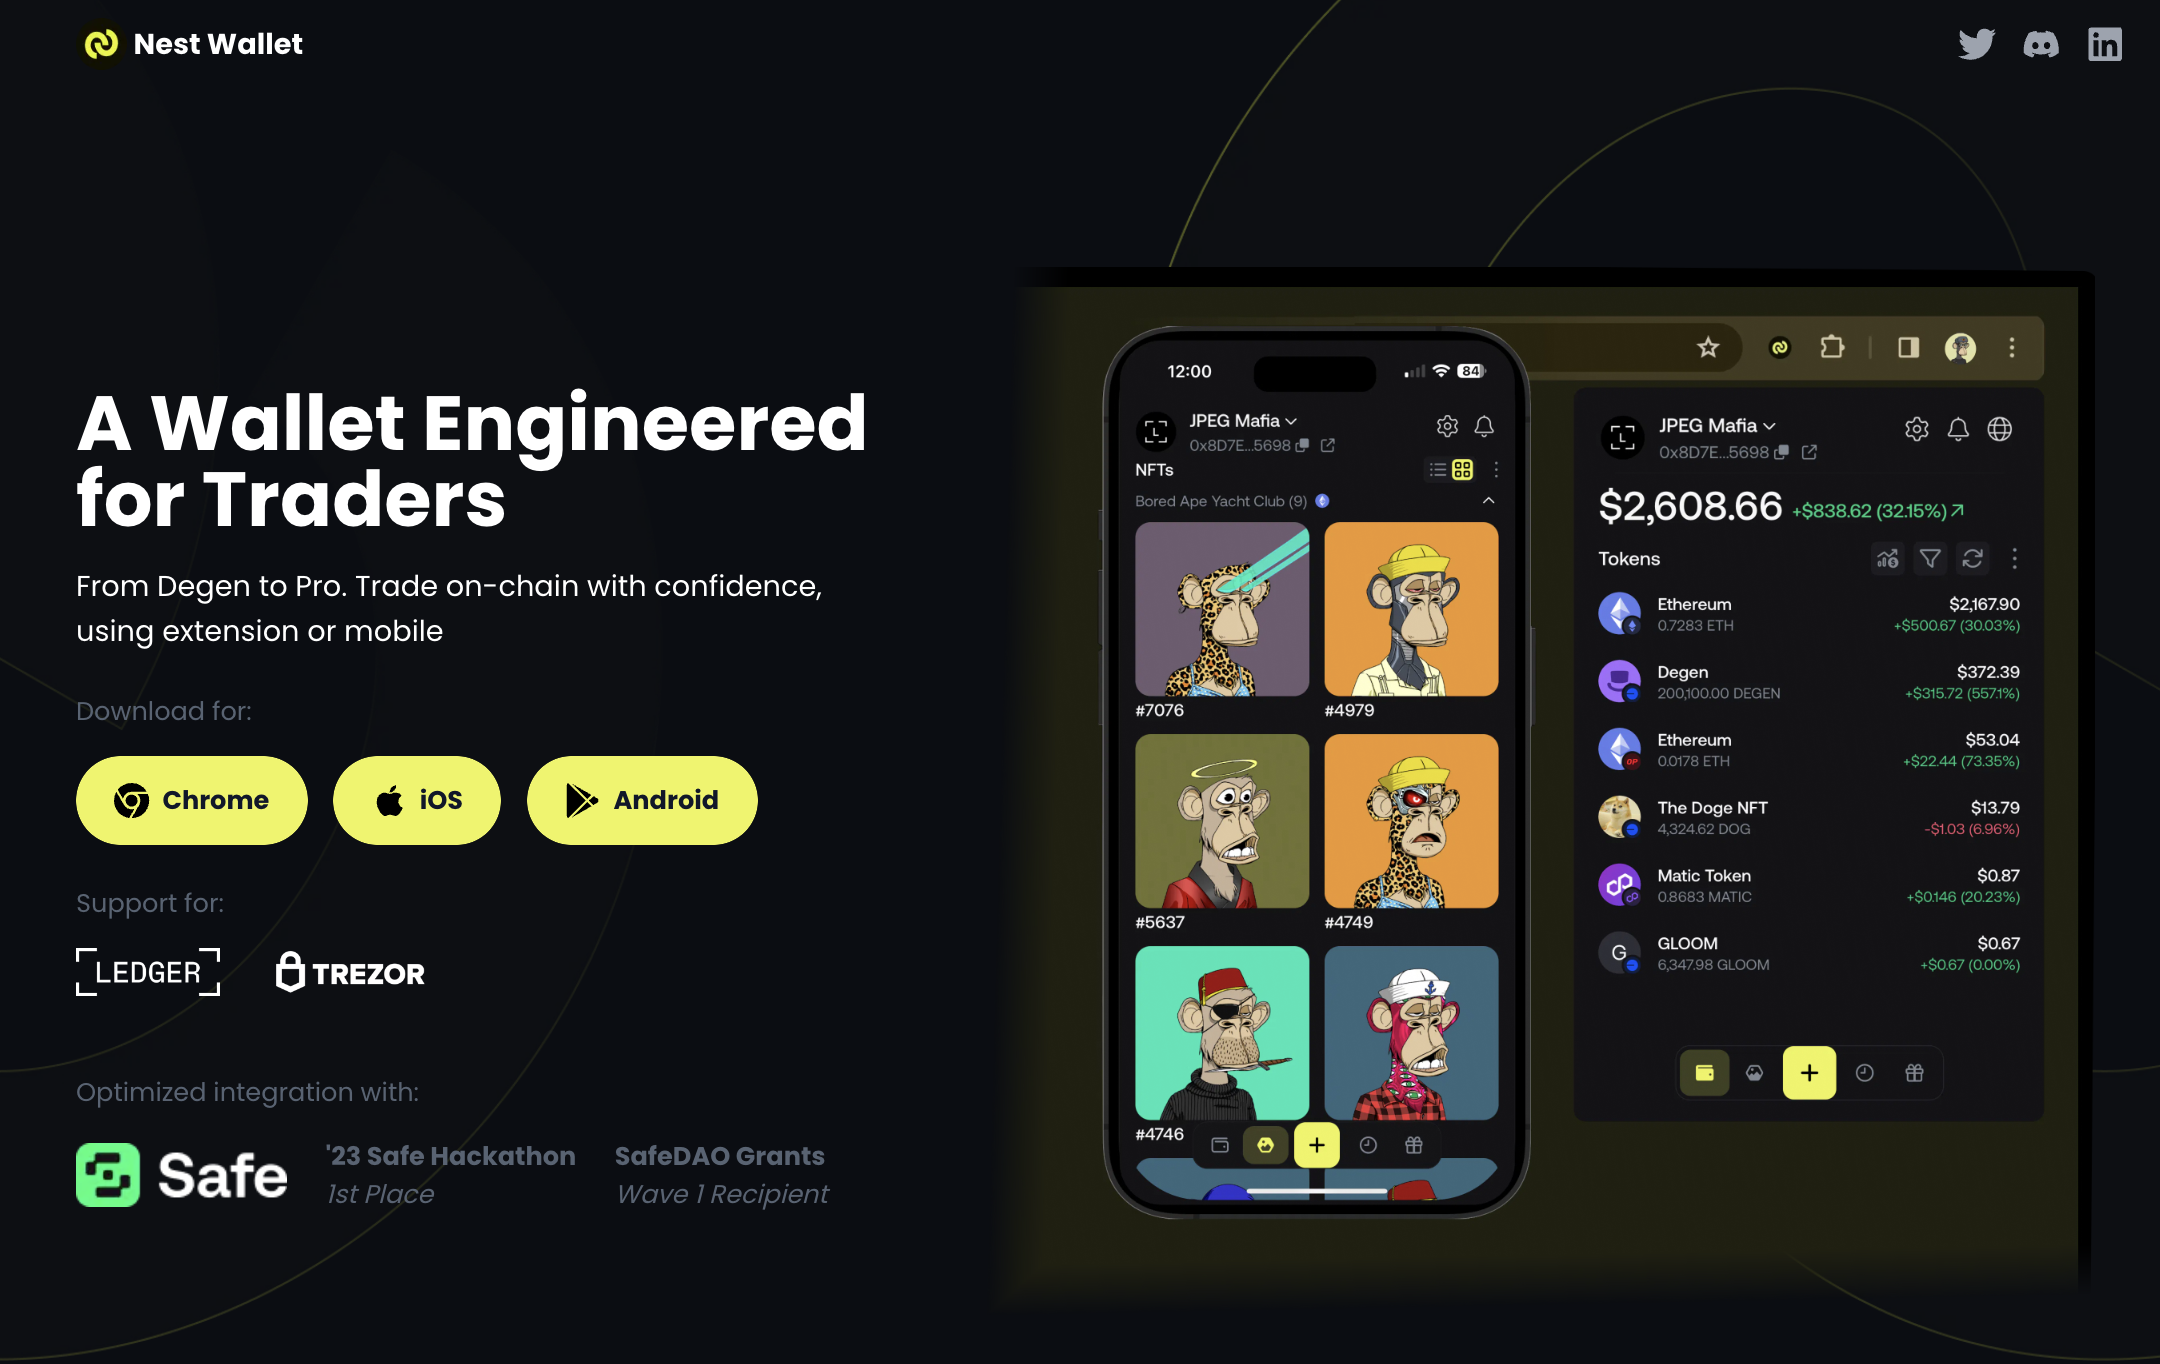 Nest Wallet
A Wallet Engineered
for Traders
From Degen to Pro. Trade on-chain with confidence,
using extension or mobile
Download for:
Chrome
iOS
Android
Support for:
LEDGER
TREZOR
Optimized integration with:
Safe
'23 Safe Hackathon
1st Place
SafeDAO Grants
Wave 1 Recipient
12:00
84
JPEG Mafia
0x8D7E...5698
NFTs
Bored Ape Yacht Club (9)
#7076
#4979
#5637
#4749
#4746
JPEG Mafia
0x8D7E...5698
$2,608.66 +$838.62 (32.15%)
Tokens
Ethereum $2,167.90
0.7283 ETH +$500.67 (30.03%)
Degen $372.39
200,100.00 DEGEN +$315.72 (557.1%)
Ethereum $53.04
OP
0.0178 ETH +$22.44 (73.35%)
The Doge NFT $13.79
4,324.62 DOG -$1.03 (6.96%)
Matic Token $0.87
0.8683 MATIC +$0.146 (20.23%)
G
GLOOM $0.67
6,347.98 GLOOM +$0.67 (0.00%)